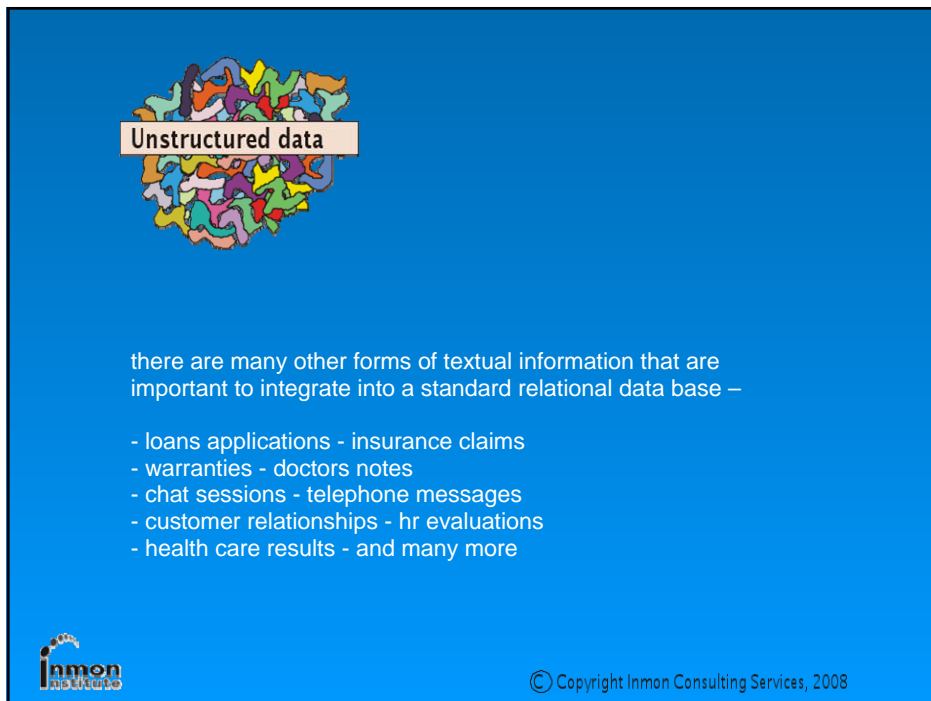 Unstructured data
there are many other forms of textual information that are
important to integrate into a standard relational data base –
- loans applications - insurance claims
- warranties - doctors notes
- chat sessions - telephone messages
- customer relationships - hr evaluations
- health care results - and many more
Inmon
Institute
© Copyright Inmon Consulting Services, 2008